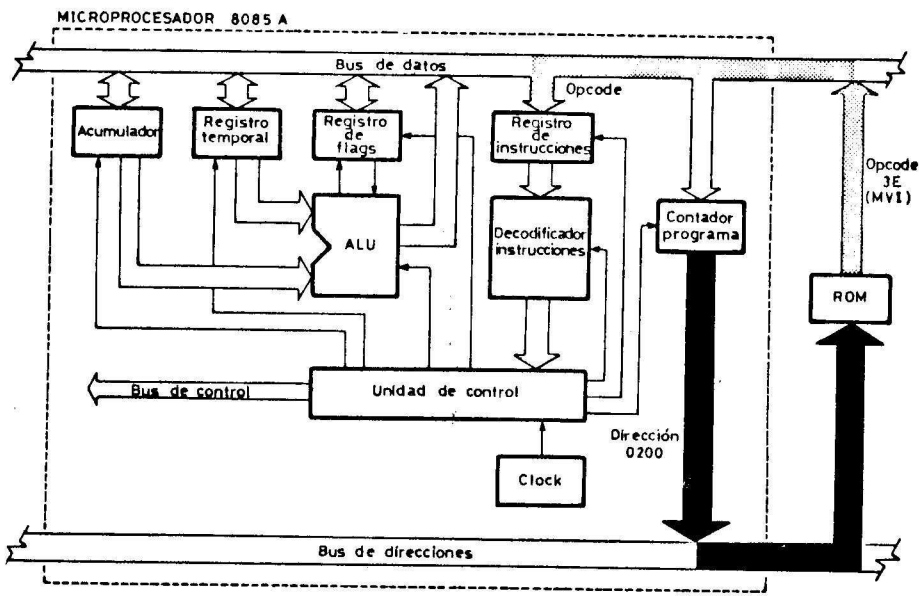 MICROPROCESADOR 8085 A
Bus de datos
Opcode
Acumulador
Registro
temporal
Registro
de
flags
Registro
de
instrucciones
Opcode
3E
(MVI)
ALU
Decodificador
instrucciones
Contador
programa
ROM
Bus de control
Unidad de control
Dirección
0200
Clock
Bus de direcciones